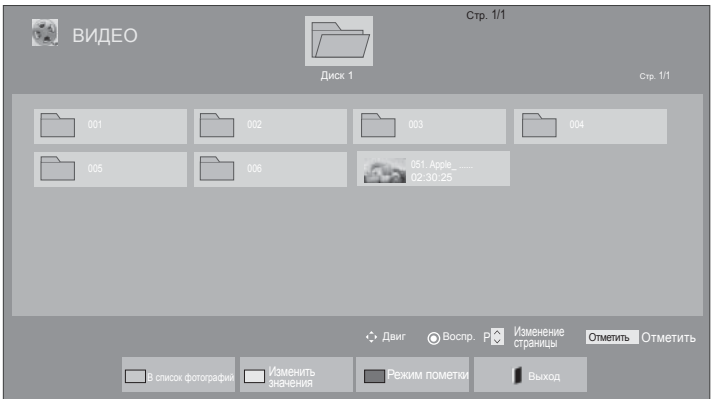 Стр. 1/1
ВИДЕО
Диск 1
Стр. 1/1
001
002
003
004
005
006
051. Apple_ ......
02:30:25
Двиг
Воспр.
P
Изменение
страницы
Отметить
Отметить
В список фотографий
Изменить
значения
Режим пометки
Выход